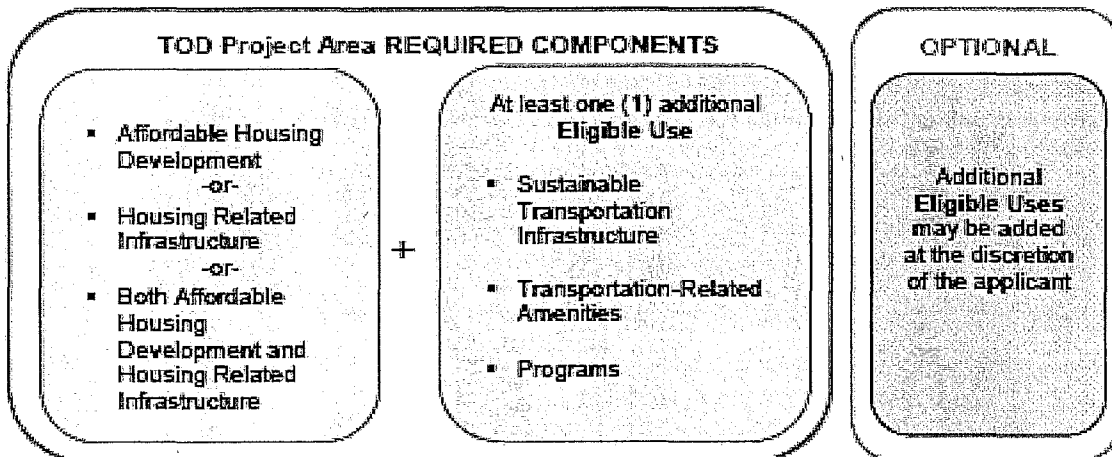 TOD Project Area REQUIRED COMPONENTS
▪ Affordable Housing
Development
-or-
▪ Housing Related
Infrastructure
-or-
▪ Both Affordable
Housing
Development and
Housing Related
Infrastructure
+
At least one (1) additional
Eligible Use
▪ Sustainable
Transportation
Infrastructure
▪ Transportation-Related
Amenities
▪ Programs
OPTIONAL
Additional
Eligible Uses
may be added
at the discretion
of the applicant